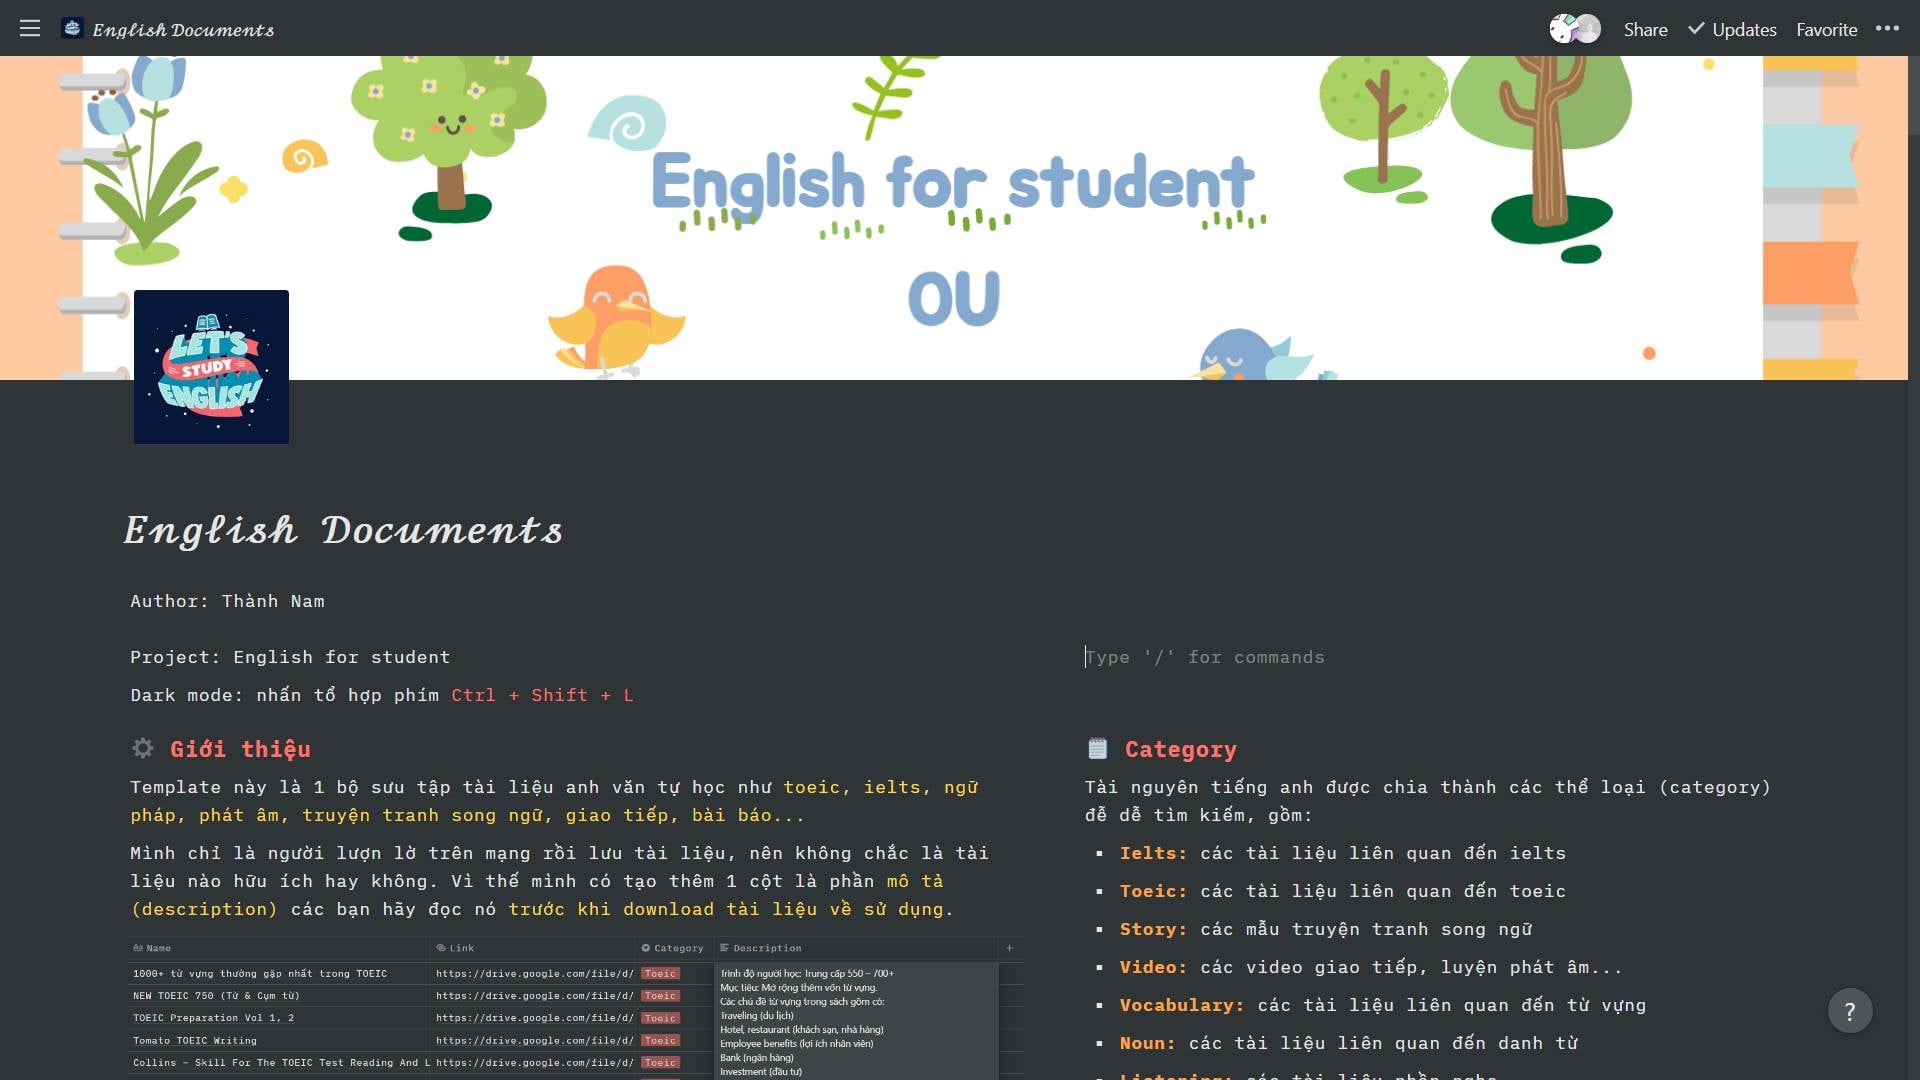 English Documents
Share
Updates
Favorite
English for student
OU
LET'S
STUDY
ENGLISH
English Documents
Author: Thành Nam
Project: English for student
Dark mode: nhấn tổ hợp phím Ctrl + Shift + L
Giới thiệu
Template này là 1 bộ sưu tập tài liệu anh văn tự học như toeic, ielts, ngữ
pháp, phát âm, truyện tranh song ngữ, giao tiếp, bài báo...
Mình chỉ là người lượn lờ trên mạng rồi lưu tài liệu, nên không chắc là tài
liệu nào hữu ích hay không. Vì thế mình có tạo thêm 1 cột là phần mô tả
(description) các bạn hãy đọc nó trước khi download tài liệu về sử dụng.
Name Link Category Description
1000+ từ vựng thường gặp nhất trong TOEIC https://drive.google.com/file/d/ Toeic Trình độ người học: Trung cấp 550 – 700+
Mục tiêu: Mở rộng thêm vốn từ vựng.
NEW TOEIC 750 (Từ & Cụm từ) https://drive.google.com/file/d/ Toeic Các chủ đề từ vựng trong sách gồm có:
TOEIC Preparation Vol 1, 2 https://drive.google.com/file/d/ Toeic Traveling (du lịch)
Hotel, restaurant (khách sạn, nhà hàng)
Tomato TOEIC Writing https://drive.google.com/file/d/ Toeic Employee benefits (lợi ích nhân viên)
Collins – Skill For The TOEIC Test Reading And L https://drive.google.com/file/d/ Toeic Bank (ngân hàng)
Investment (đầu tư)
Type '/' for commands
Category
Tài nguyên tiếng anh được chia thành các thể loại (category)
để dễ tìm kiếm, gồm:
Ielts: các tài liệu liên quan đến ielts
Toeic: các tài liệu liên quan đến toeic
Story: các mẫu truyện tranh song ngữ
Video: các video giao tiếp, luyện phát âm...
Vocabulary: các tài liệu liên quan đến từ vựng
Noun: các tài liệu liên quan đến danh từ
Listening: các tài liệu phần nghe
?